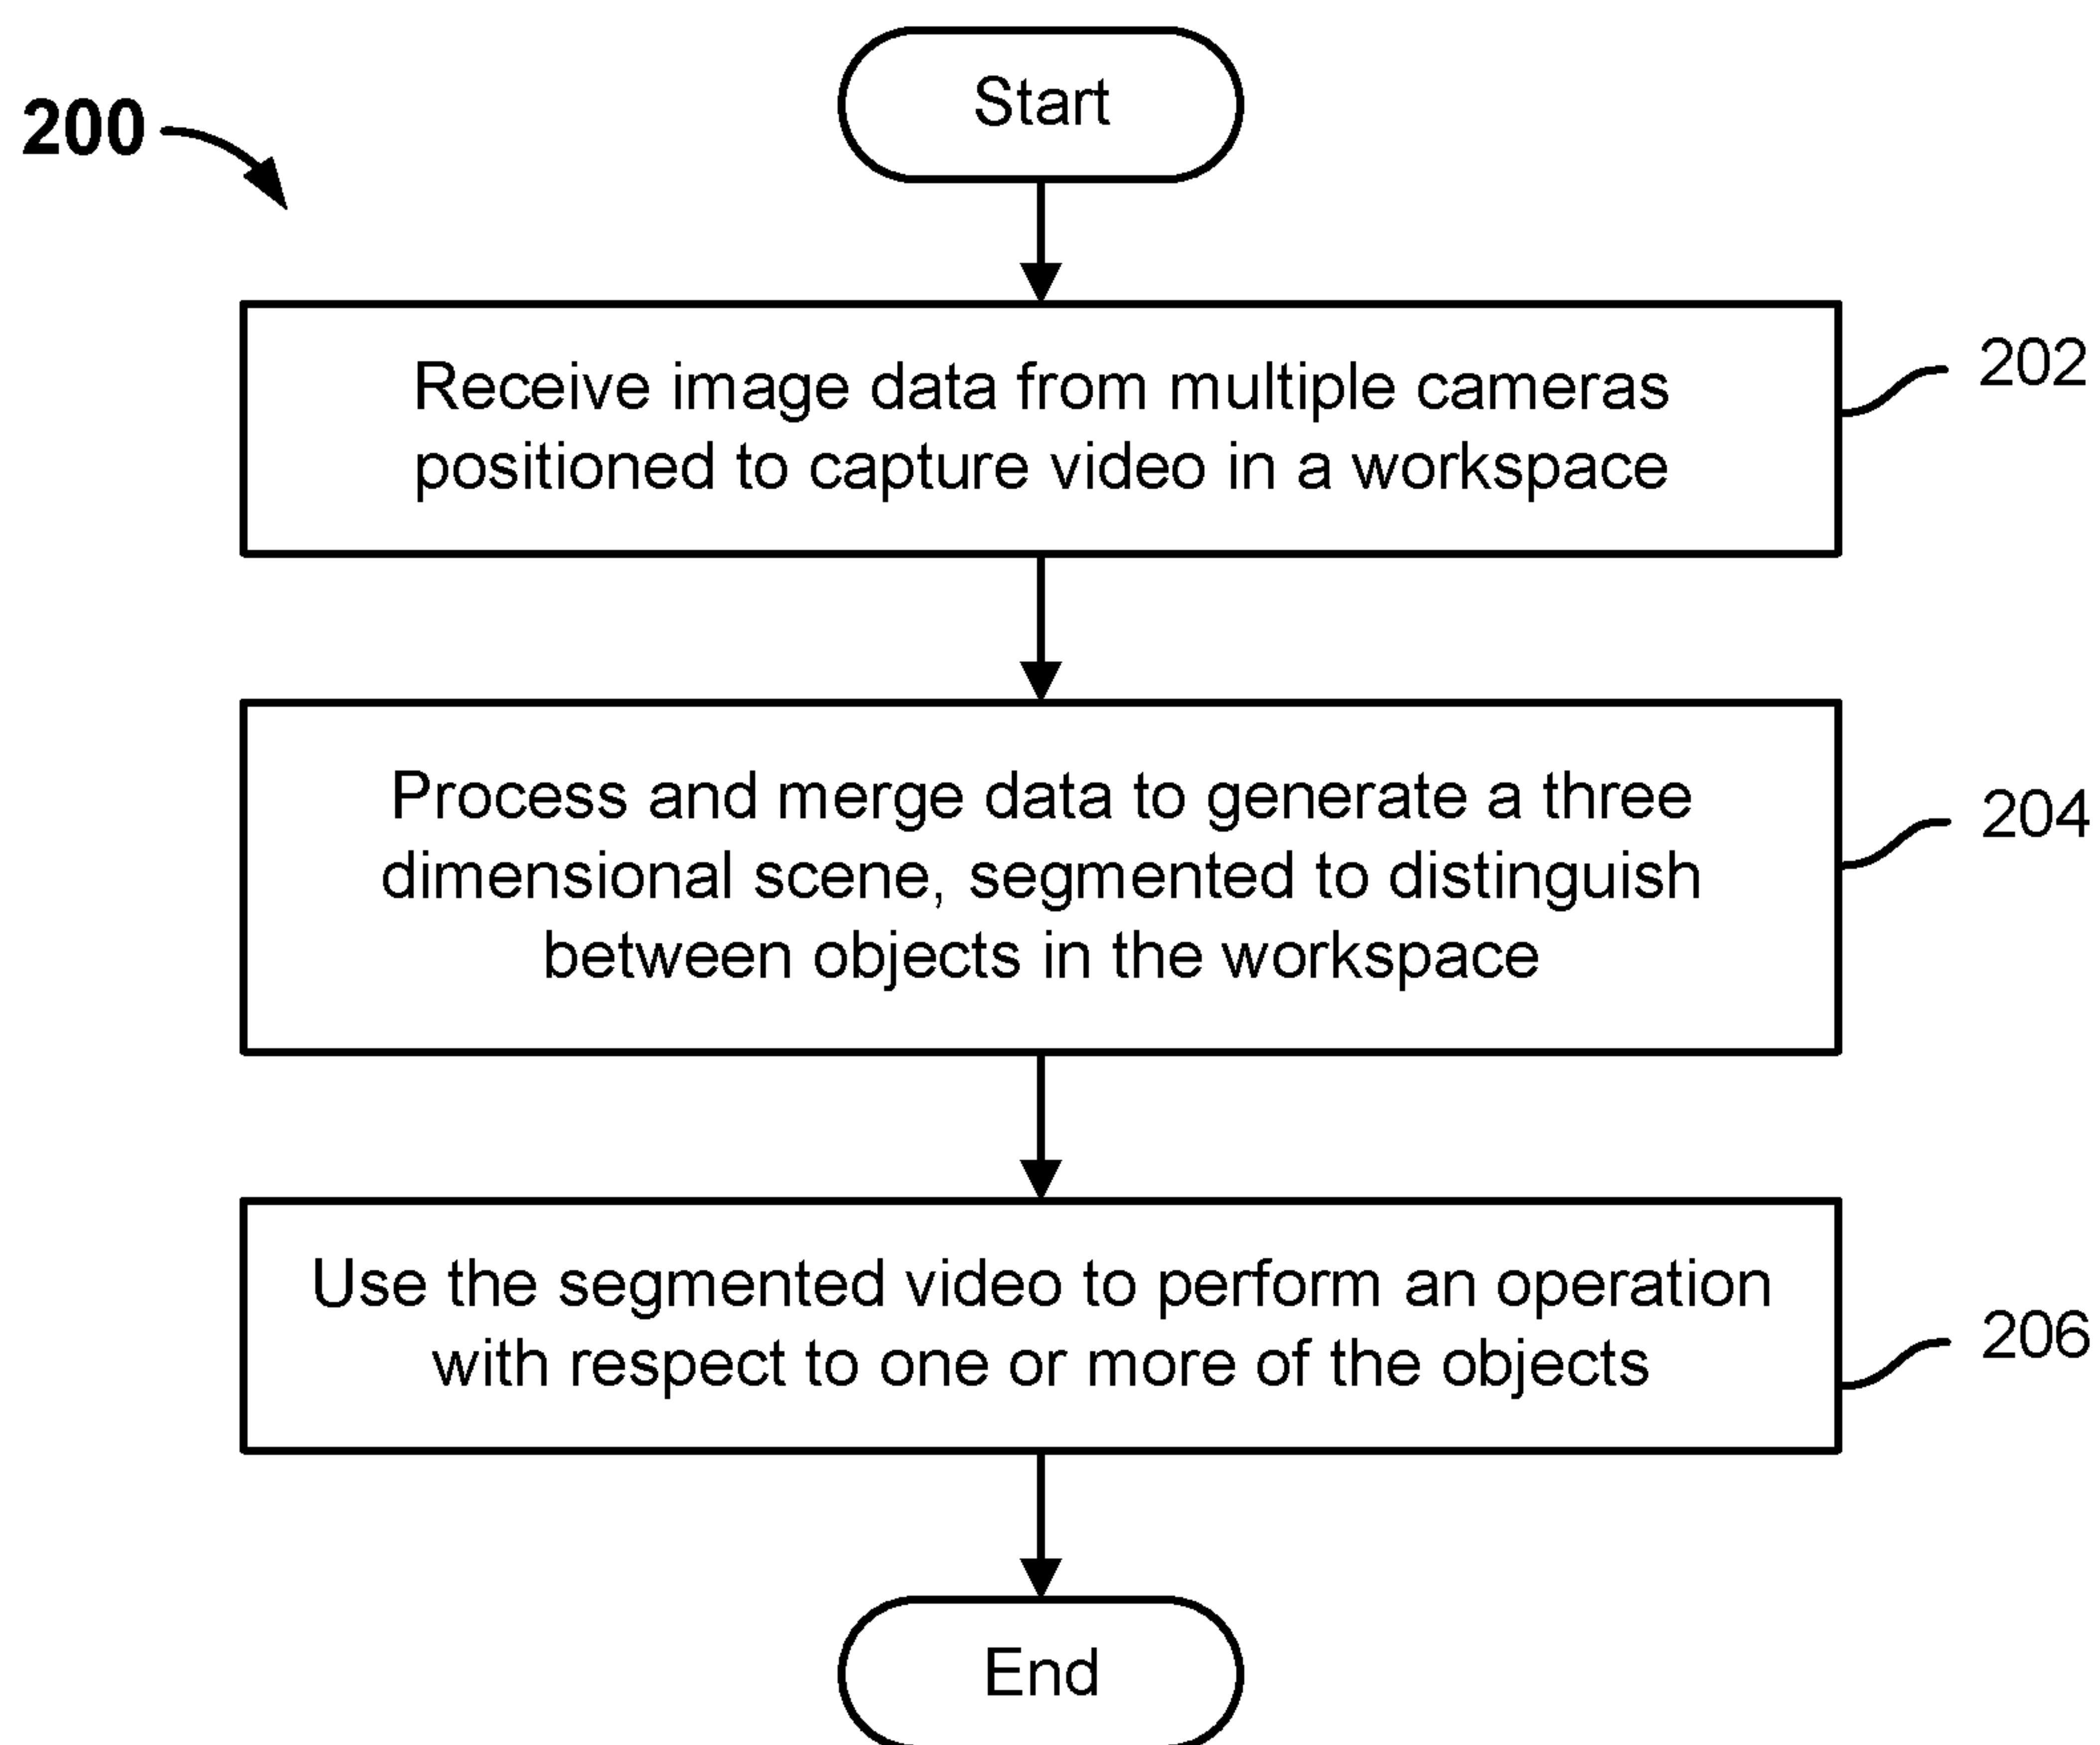 Start
200
Receive image data from multiple cameras
positioned to capture video in a workspace
202
Process and merge data to generate a three
dimensional scene, segmented to distinguish
between objects in the workspace
204
Use the segmented video to perform an operation
with respect to one or more of the objects
206
End